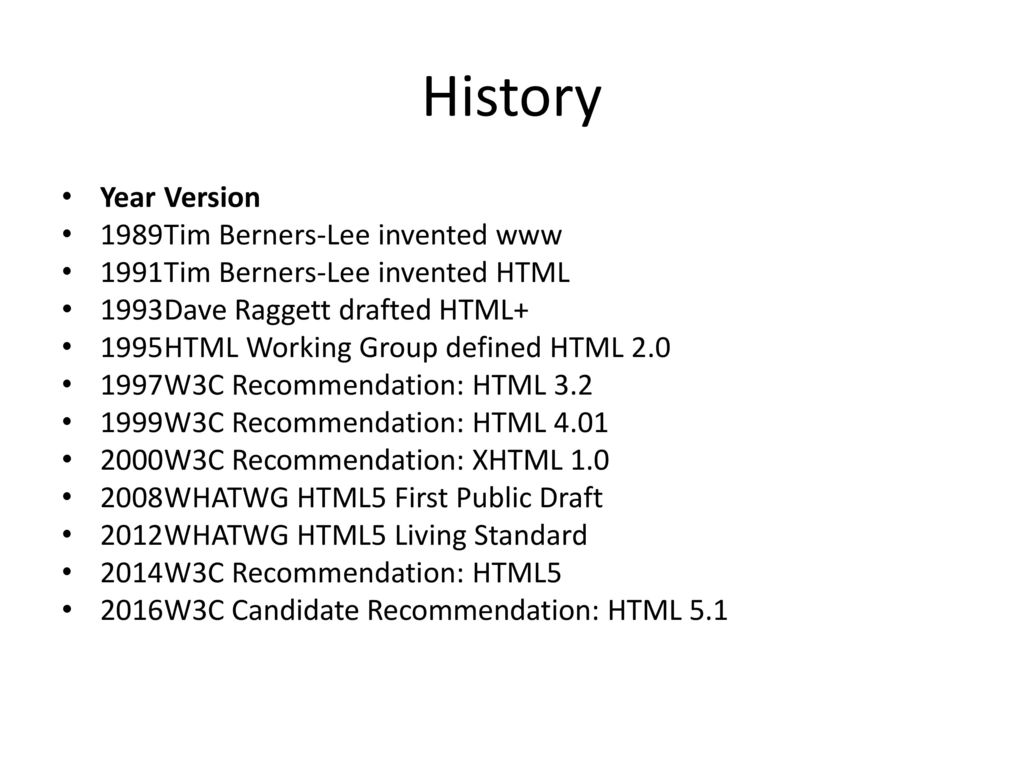 History
• Year Version
• 1989Tim Berners-Lee invented www
• 1991Tim Berners-Lee invented HTML
• 1993Dave Raggett drafted HTML+
• 1995HTML Working Group defined HTML 2.0
• 1997W3C Recommendation: HTML 3.2
• 1999W3C Recommendation: HTML 4.01
• 2000W3C Recommendation: XHTML 1.0
• 2008WHATWG HTML5 First Public Draft
• 2012WHATWG HTML5 Living Standard
• 2014W3C Recommendation: HTML5
• 2016W3C Candidate Recommendation: HTML 5.1